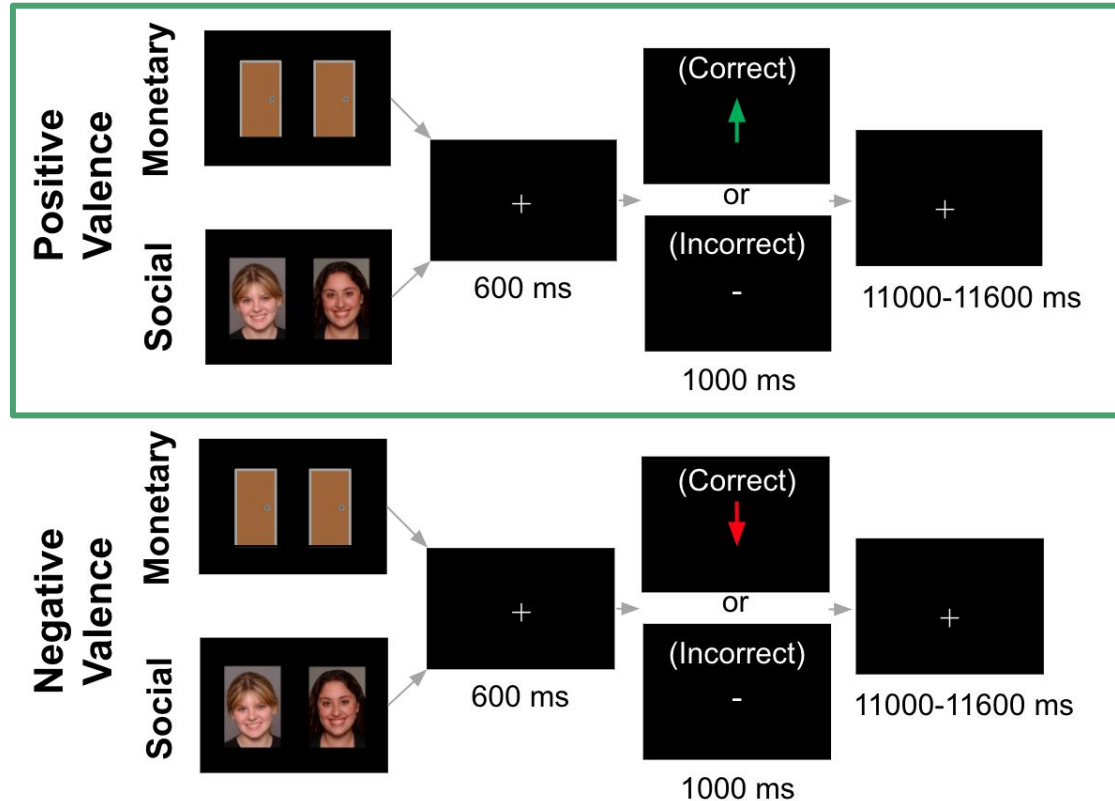 Positive
Valence
Monetary
Social
600 ms
(Correct)
or
(Incorrect)
-
1000 ms
11000-11600 ms
Negative
Valence
Monetary
Social
600 ms
(Correct)
or
(Incorrect)
-
1000 ms
11000-11600 ms